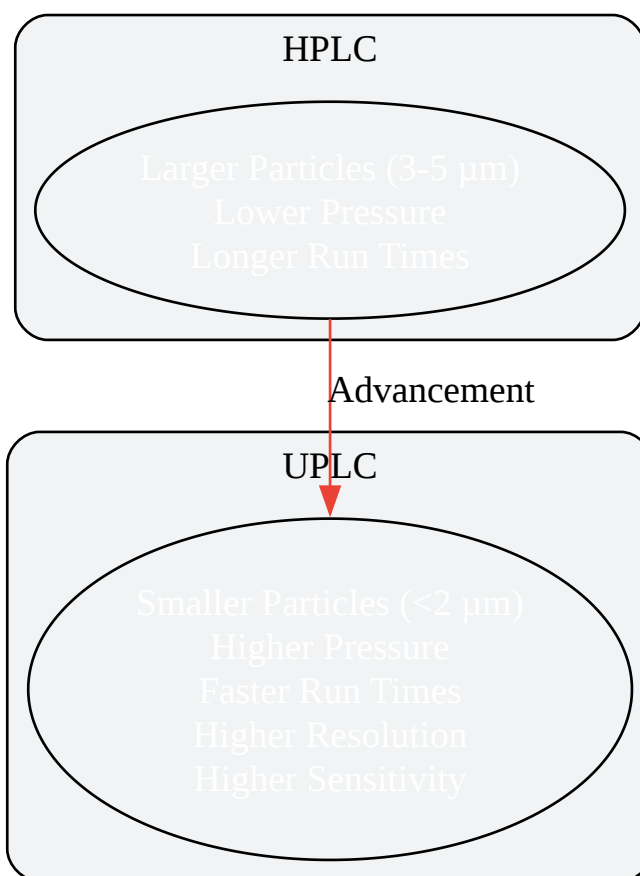 HPLC
Larger Particles (3-5 µm)
Lower Pressure
Longer Run Times
Advancement
UPLC
Smaller Particles (<2 µm)
Higher Pressure
Faster Run Times
Higher Resolution
Higher Sensitivity